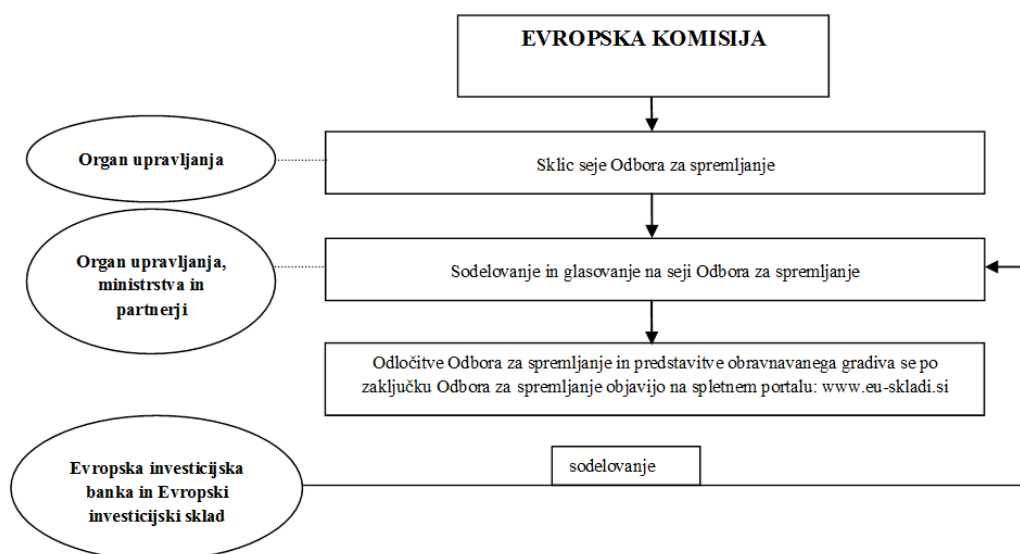 EVROPSKA KOMISIJA
Organ upravljanja
Sklic seje Odbora za spremljanje
Organ upravljanja,
ministrstva in
partnerji
Sodelovanje in glasovanje na seji Odbora za spremljanje
Odločitve Odbora za spremljanje in predstavitve obravnavanega gradiva se po
zaključku Odbora za spremljanje objavijo na spletnem portalu: www.eu-skladi.si
Evropska investicijska
banka in Evropski
investicijski sklad
sodelovanje